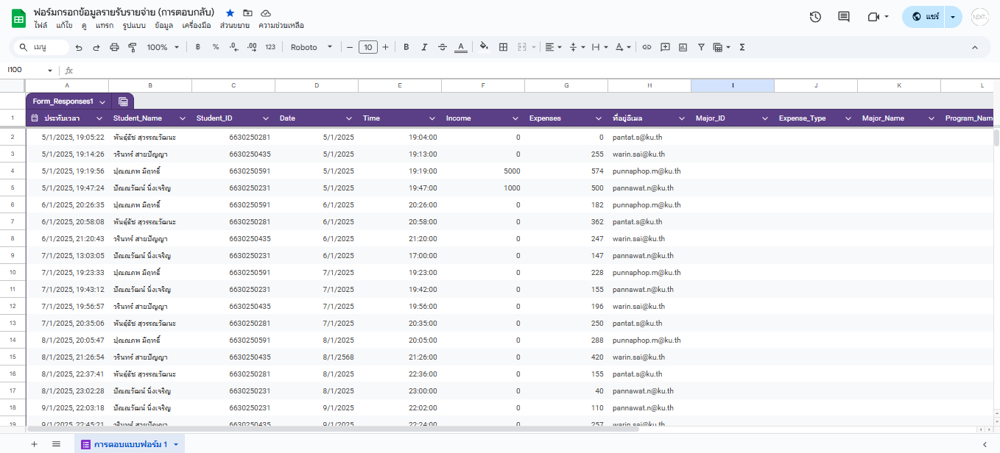 ฟอร์มกรอกข้อมูลรายรับรายจ่าย (การตอบกลับ)
ไฟล์ แก้ไข ดู แทรก รูปแบบ ข้อมูล เครื่องมือ ส่วนขยาย ความช่วยเหลือ
แชร์
NEXT
เมนู 100% ฿ % .0 .00 123 Roboto 10 B I S A
I100 fx
A B C D E F G H I J K L
Form_Responses1
1 ประทับเวลา Student_Name Student_ID Date Time Income Expenses ที่อยู่อีเมล Major_ID Expense_Type Major_Name Program_Name
2 5/1/2025, 19:05:22 พันธุ์ธัช สุวรรณวัฒนะ 6630250281 5/1/2025 19:04:00 0 0 pantat.s@ku.th
3 5/1/2025, 19:14:26 วรินทร์ สายปัญญา 6630250435 5/1/2025 19:13:00 0 255 warin.sai@ku.th
4 5/1/2025, 19:19:56 ปุณณภพ มีฤทธิ์ 6630250591 5/1/2025 19:19:00 5000 574 punnaphop.m@ku.th
5 5/1/2025, 19:47:24 ปัณณวัฒน์ นิ่งเจริญ 6630250231 5/1/2025 19:47:00 1000 500 pannawat.n@ku.th
6 6/1/2025, 20:26:35 ปุณณภพ มีฤทธิ์ 6630250591 6/1/2025 20:26:00 0 182 punnaphop.m@ku.th
7 6/1/2025, 20:58:08 พันธุ์ธัช สุวรรณวัฒนะ 6630250281 6/1/2025 20:58:00 0 362 pantat.s@ku.th
8 6/1/2025, 21:20:43 วรินทร์ สายปัญญา 6630250435 6/1/2025 21:20:00 0 247 warin.sai@ku.th
9 7/1/2025, 13:03:05 ปัณณวัฒน์ นิ่งเจริญ 6630250231 6/1/2025 17:00:00 0 147 pannawat.n@ku.th
10 7/1/2025, 19:23:33 ปุณณภพ มีฤทธิ์ 6630250591 7/1/2025 19:23:00 0 228 punnaphop.m@ku.th
11 7/1/2025, 19:43:12 ปัณณวัฒน์ นิ่งเจริญ 6630250231 7/1/2025 19:42:00 0 155 pannawat.n@ku.th
12 7/1/2025, 19:56:57 วรินทร์ สายปัญญา 6630250435 7/1/2025 19:56:00 0 196 warin.sai@ku.th
13 7/1/2025, 20:35:06 พันธุ์ธัช สุวรรณวัฒนะ 6630250281 7/1/2025 20:35:00 0 250 pantat.s@ku.th
14 8/1/2025, 20:05:47 ปุณณภพ มีฤทธิ์ 6630250591 8/1/2025 20:05:00 0 288 punnaphop.m@ku.th
15 8/1/2025, 21:26:54 วรินทร์ สายปัญญา 6630250435 8/1/2568 21:26:00 0 420 warin.sai@ku.th
16 8/1/2025, 22:37:41 พันธุ์ธัช สุวรรณวัฒนะ 6630250281 8/1/2025 22:36:00 0 155 pantat.s@ku.th
17 8/1/2025, 23:02:28 ปัณณวัฒน์ นิ่งเจริญ 6630250231 8/1/2025 23:00:00 0 40 pannawat.n@ku.th
18 9/1/2025, 22:03:18 ปัณณวัฒน์ นิ่งเจริญ 6630250231 9/1/2025 22:02:00 0 110 pannawat.n@ku.th
19 9/1/2025, 22:45:21 วรินทร์ สายปัญญา 6630250435 9/1/2025 22:24:00 0 257 warin.sai@ku.th
การตอบแบบฟอร์ม 1